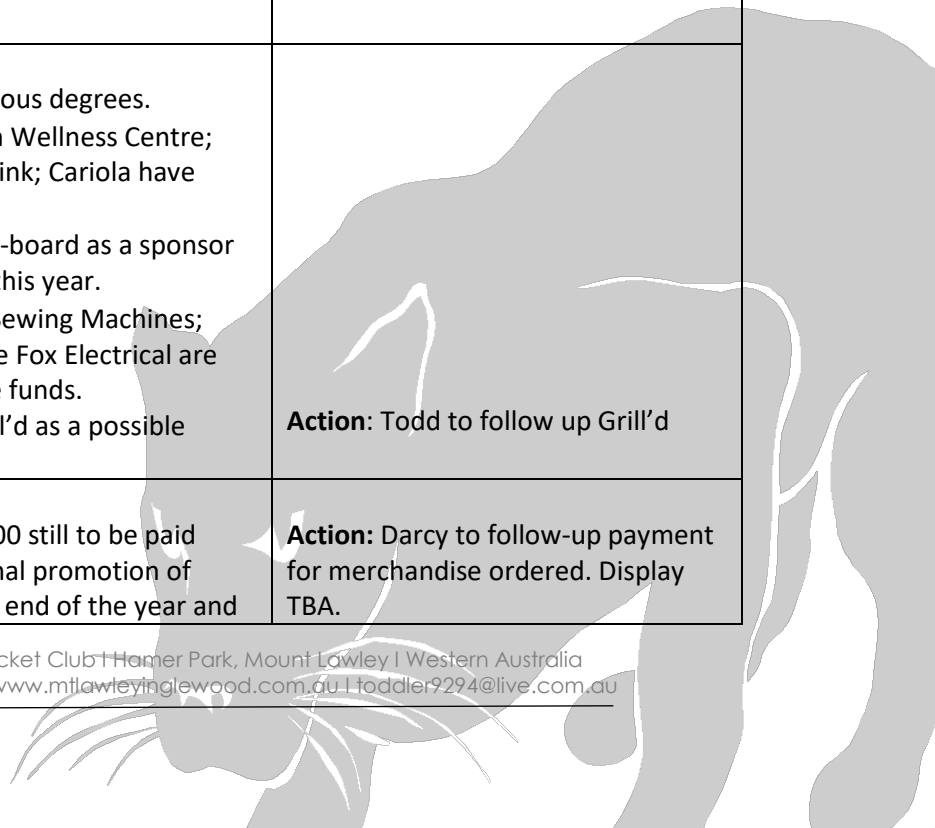 ous degrees.
Wellness Centre;
ink; Cariola have
-board as a sponsor
this year.
Sewing Machines;
e Fox Electrical are
e funds.
l’d as a possible
Action: Todd to follow up Grill’d
00 still to be paid
nal promotion of
end of the year and
Action: Darcy to follow-up payment
for merchandise ordered. Display
TBA.
cket Club I Hamer Park, Mount Lawley I Western Australia
www.mtlawleyinglewood.com.au I toddler9294@live.com.au